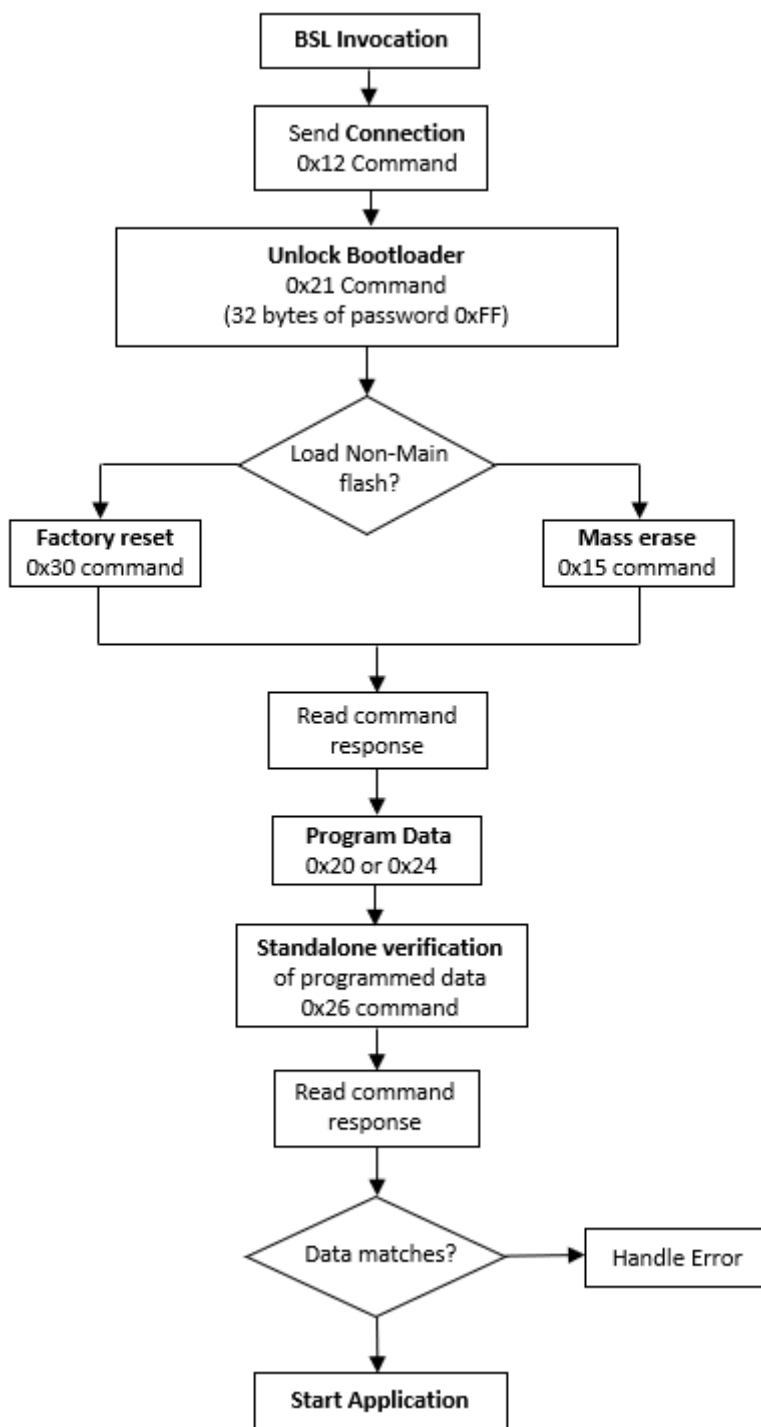 BSL Invocation
Send Connection
0x12 Command
Unlock Bootloader
0x21 Command
(32 bytes of password 0xFF)
Load Non-Main
flash?
Factory reset
0x30 command
Mass erase
0x15 command
Read command
response
Program Data
0x20 or 0x24
Standalone verification
of programmed data
0x26 command
Read command
response
Data matches?
Handle Error
Start Application